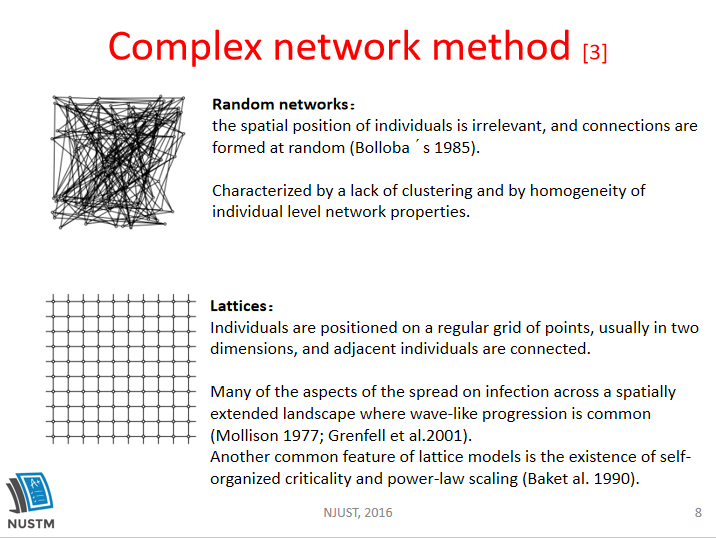 Complex network method [3]
Random networks：
the spatial position of individuals is irrelevant, and connections are
formed at random (Bolloba ´s 1985).
Characterized by a lack of clustering and by homogeneity of
individual level network properties.
Lattices：
Individuals are positioned on a regular grid of points, usually in two
dimensions, and adjacent individuals are connected.
Many of the aspects of the spread on infection across a spatially
extended landscape where wave-like progression is common
(Mollison 1977; Grenfell et al.2001).
Another common feature of lattice models is the existence of self-
organized criticality and power-law scaling (Baket al. 1990).
A+
NUSTM
NJUST, 2016
8